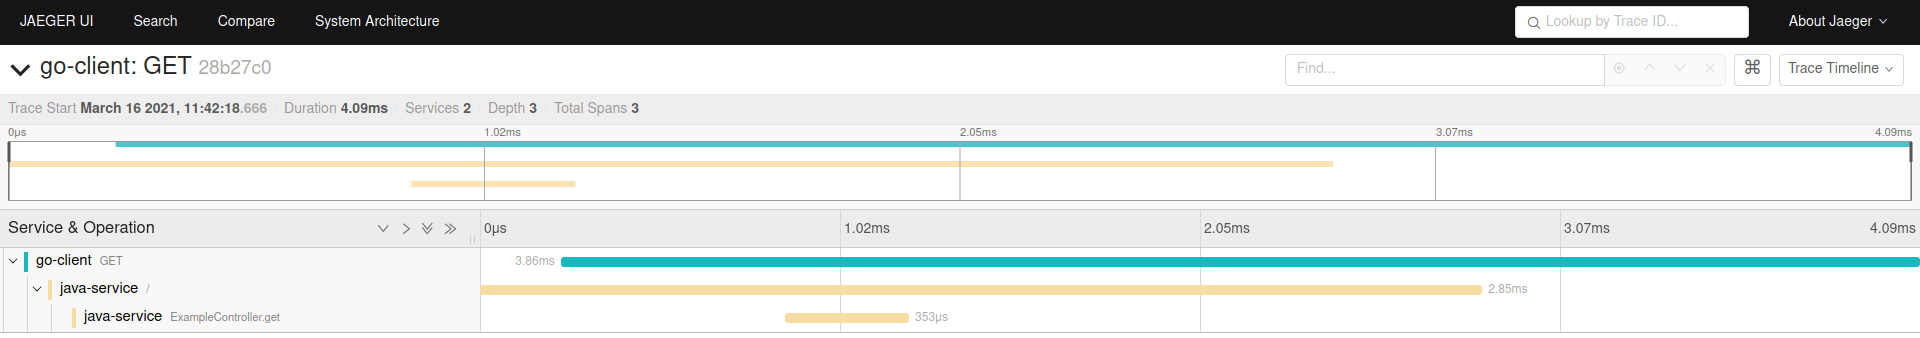 JAEGER UI Search Compare System Architecture Lookup by Trace ID... About Jaeger
go-client: GET 28b27c0 Find... ⌘ Trace Timeline
Trace Start March 16 2021, 11:42:18.666 Duration 4.09ms Services 2 Depth 3 Total Spans 3
0μs 1.02ms 2.05ms 3.07ms 4.09ms
Service & Operation 0μs 1.02ms 2.05ms 3.07ms 4.09ms
go-client GET 3.86ms
java-service / 2.85ms
java-service ExampleController.get 353μs